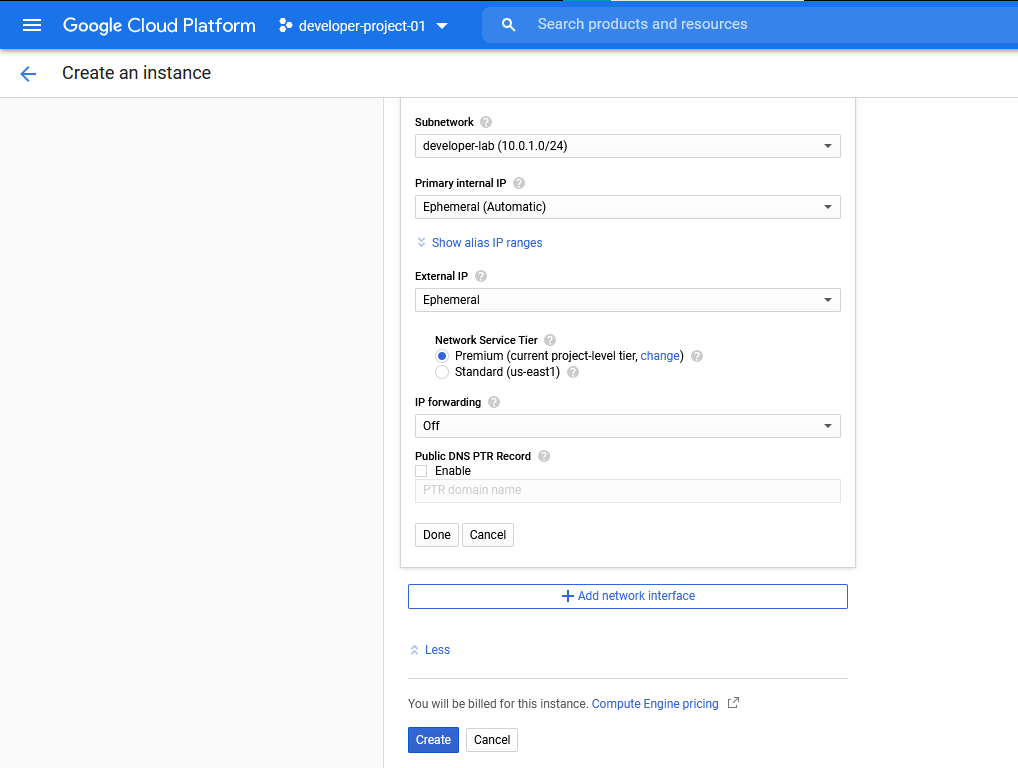 Google Cloud Platform developer-project-01 Search products and resources
Create an instance
Subnetwork ?
developer-lab (10.0.1.0/24)
Primary internal IP ?
Ephemeral (Automatic)
Show alias IP ranges
External IP ?
Ephemeral
Network Service Tier ?
Premium (current project-level tier, change) ?
Standard (us-east1) ?
IP forwarding ?
Off
Public DNS PTR Record ?
Enable
PTR domain name
Done Cancel
+ Add network interface
Less
You will be billed for this instance. Compute Engine pricing
Create Cancel